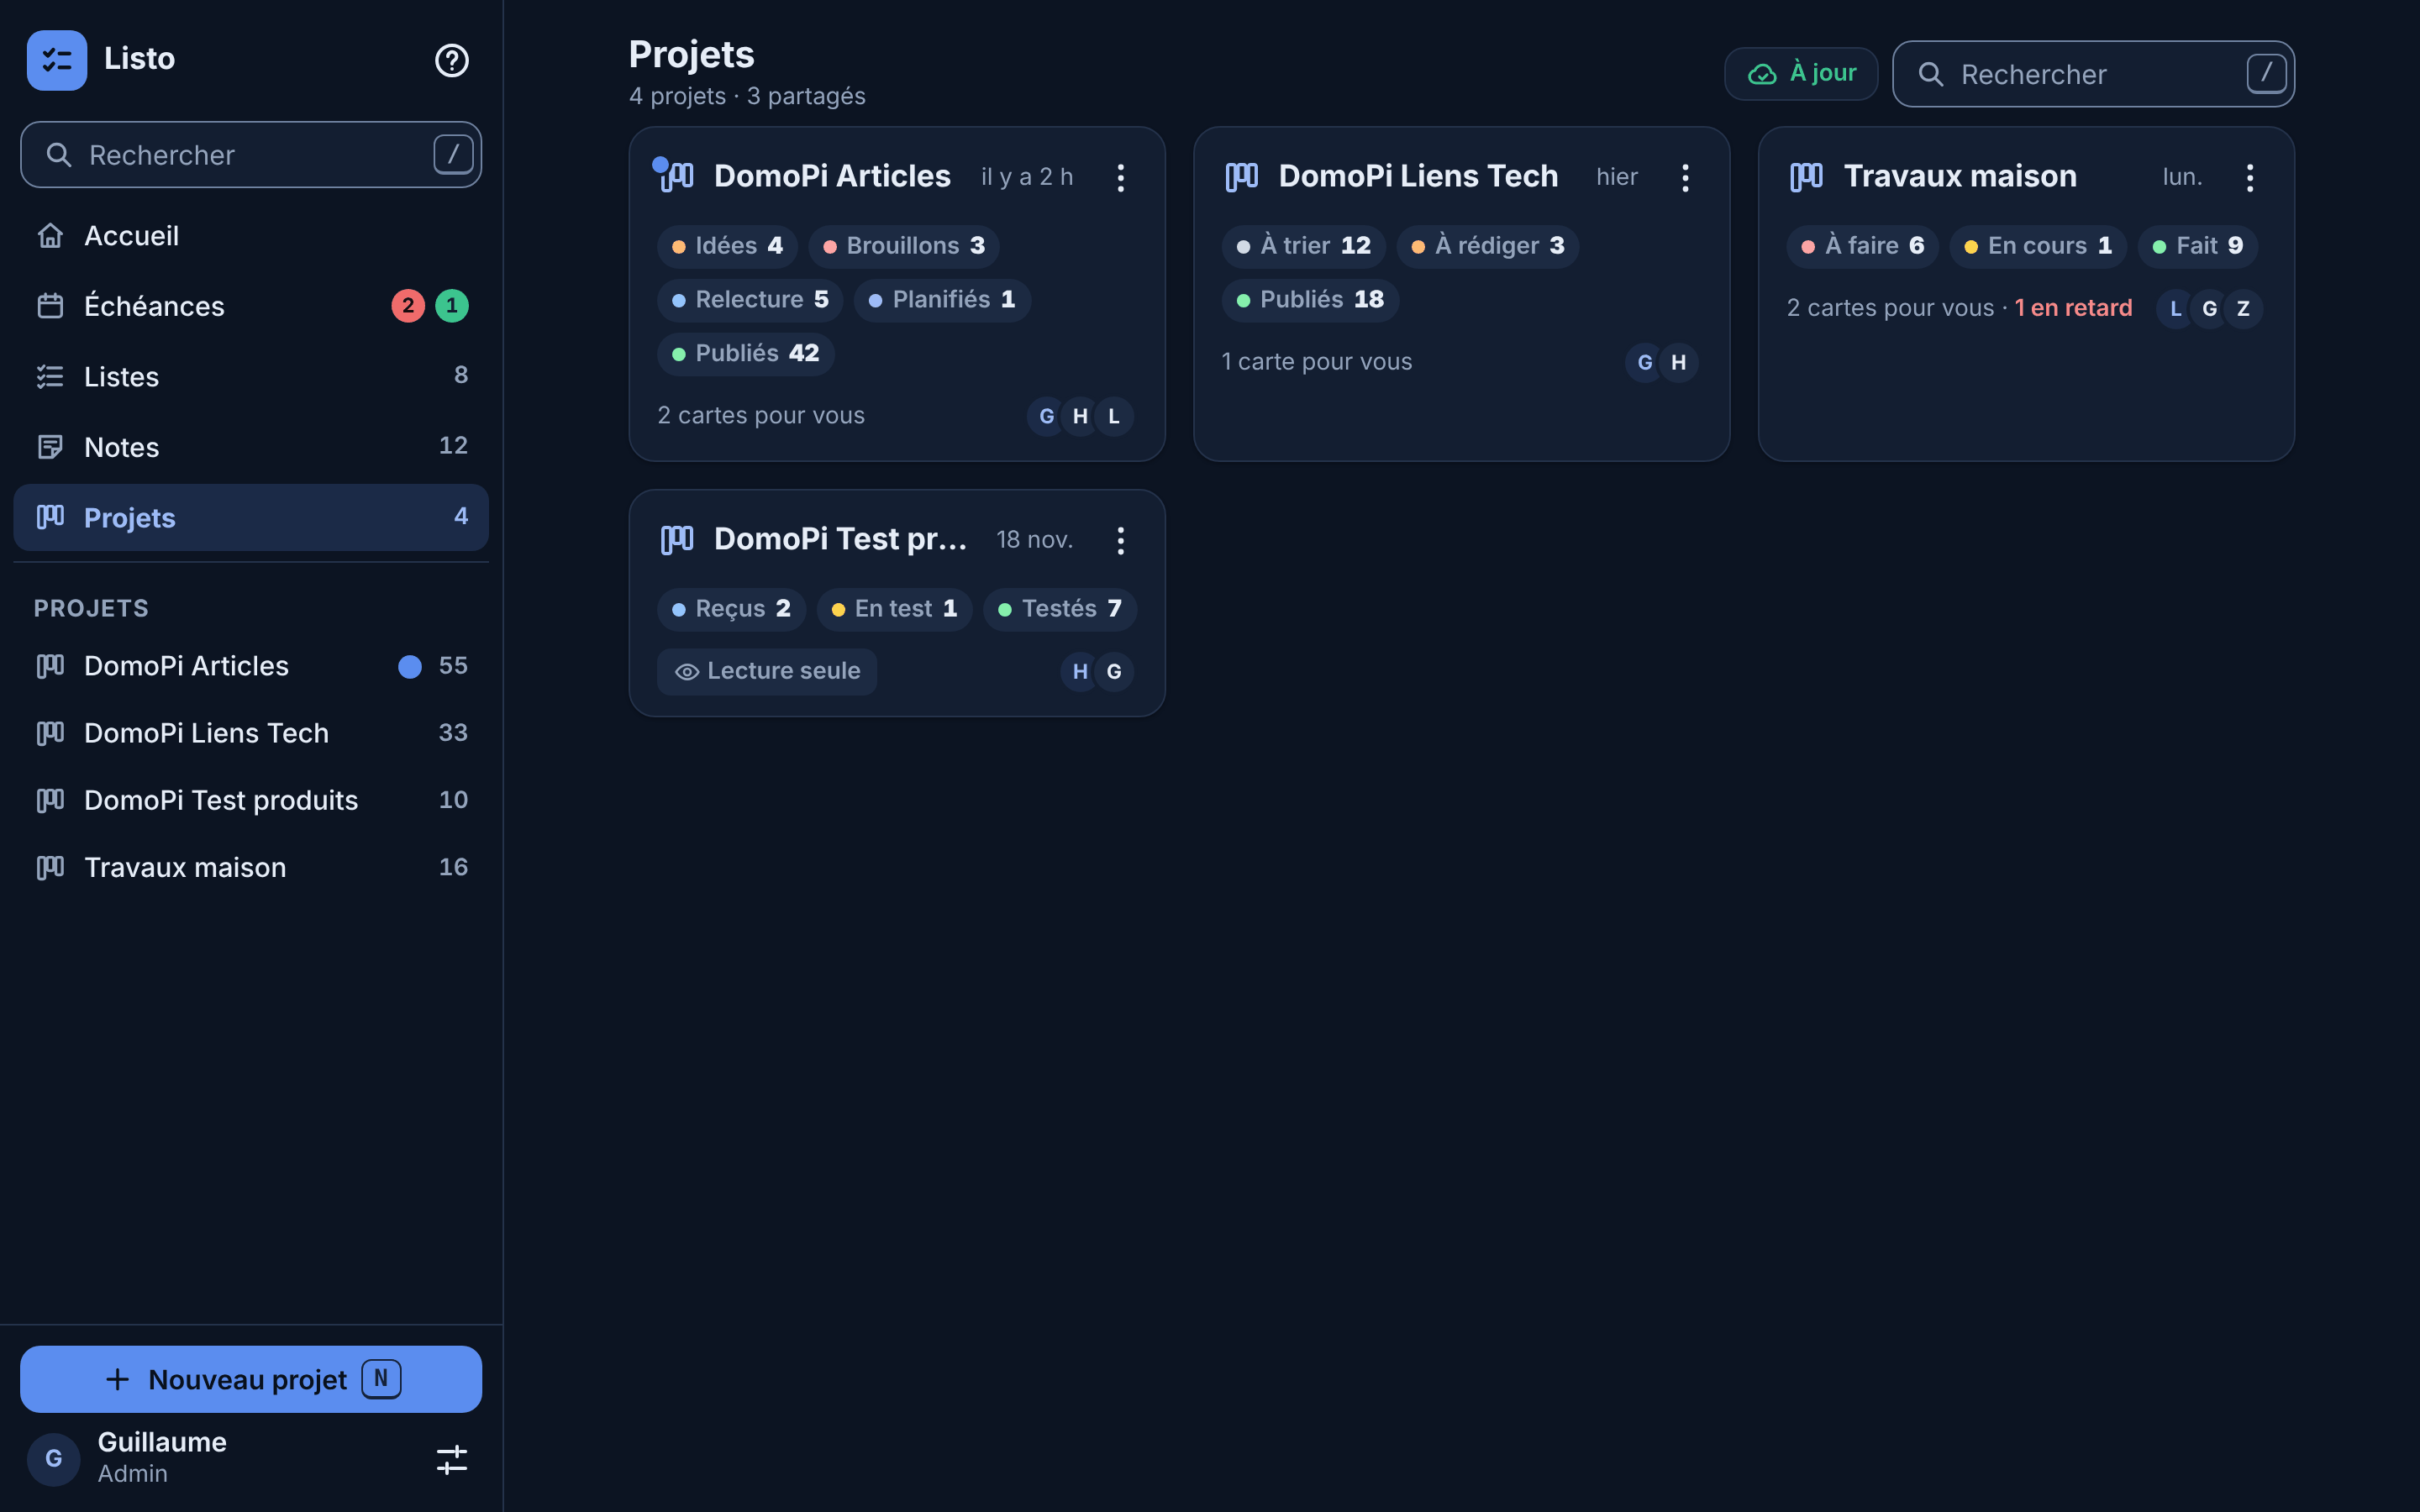 Listo
Rechercher /
Accueil
Échéances 2 1
Listes 8
Notes 12
Projets 4
PROJETS
DomoPi Articles 55
DomoPi Liens Tech 33
DomoPi Test produits 10
Travaux maison 16
Nouveau projet N
G Guillaume
Admin
Projets
4 projets · 3 partagés
À jour
Rechercher /
DomoPi Articles il y a 2 h
Idées 4 Brouillons 3
Relecture 5 Planifiés 1
Publiés 42
2 cartes pour vous G H L
DomoPi Liens Tech hier
À trier 12 À rédiger 3
Publiés 18
1 carte pour vous G H
Travaux maison lun.
À faire 6 En cours 1 Fait 9
2 cartes pour vous · 1 en retard L G Z
DomoPi Test pr... 18 nov.
Reçus 2 En test 1 Testés 7
Lecture seule H G